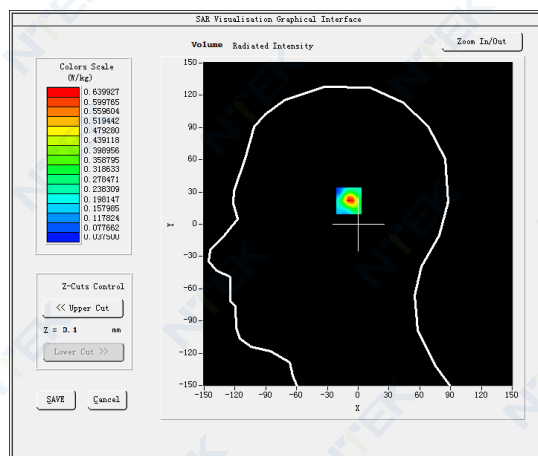 SAR Visualisation Graphical Interface
Volume Radiated Intensity
Zoom In/Out
Colors Scale
(W/kg)
0.639927
0.599765
0.559604
0.519442
0.479280
0.439118
0.398956
0.358795
0.318633
0.278471
0.238309
0.198147
0.157985
0.117824
0.077662
0.037500
Z-Cuts Control
<< Upper Cut
Z = 3.1 mm
Lower Cut >>
SAVE
Cancel
150
120
90
60
30
0
-30
-60
-90
-120
-150
Y
-150 -120 -90 -60 -30 0 30 60 90 120 150
X
NTEK